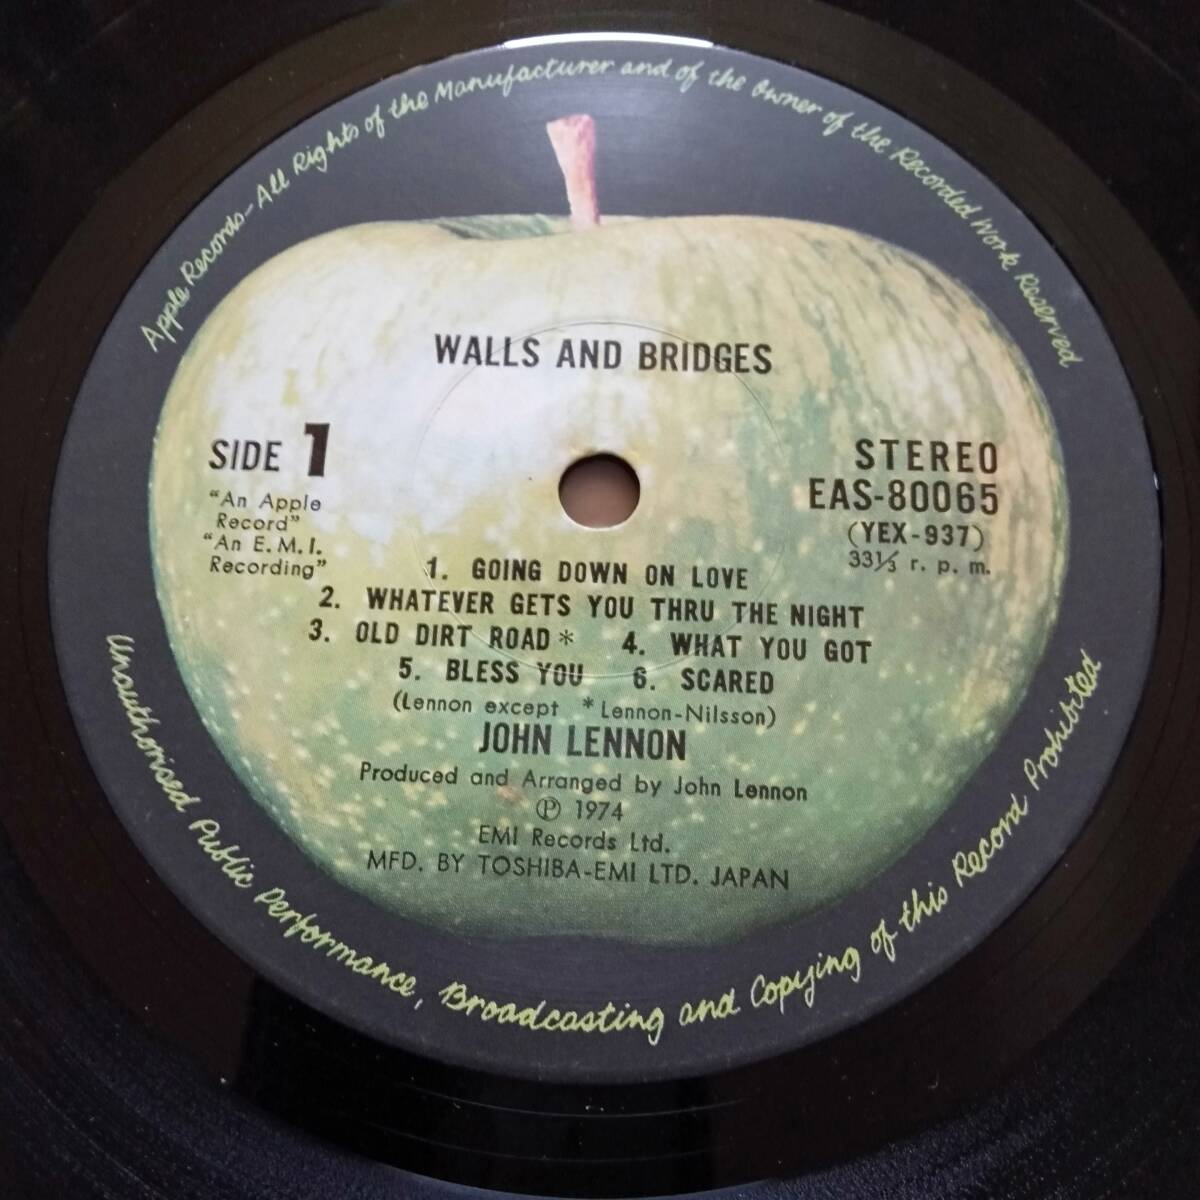 Apple Records-All Rights of the Manufacturer and of the Owner of the Recorded Work Reserved
WALLS AND BRIDGES
SIDE 1
"An Apple
Record"
"An E.M.I.
Recording"
STEREO
EAS-80065
(YEX-937)
33⅓ r. p. m.
1. GOING DOWN ON LOVE
2. WHATEVER GETS YOU THRU THE NIGHT
3. OLD DIRT ROAD* 4. WHAT YOU GOT
5. BLESS YOU 6. SCARED
(Lennon except *Lennon-Nilsson)
JOHN LENNON
Produced and Arranged by John Lennon
Ⓟ 1974
EMI Records Ltd.
MFD. BY TOSHIBA-EMI LTD. JAPAN
Unauthorised Public Performance, Broadcasting and Copying of this Record Prohibited